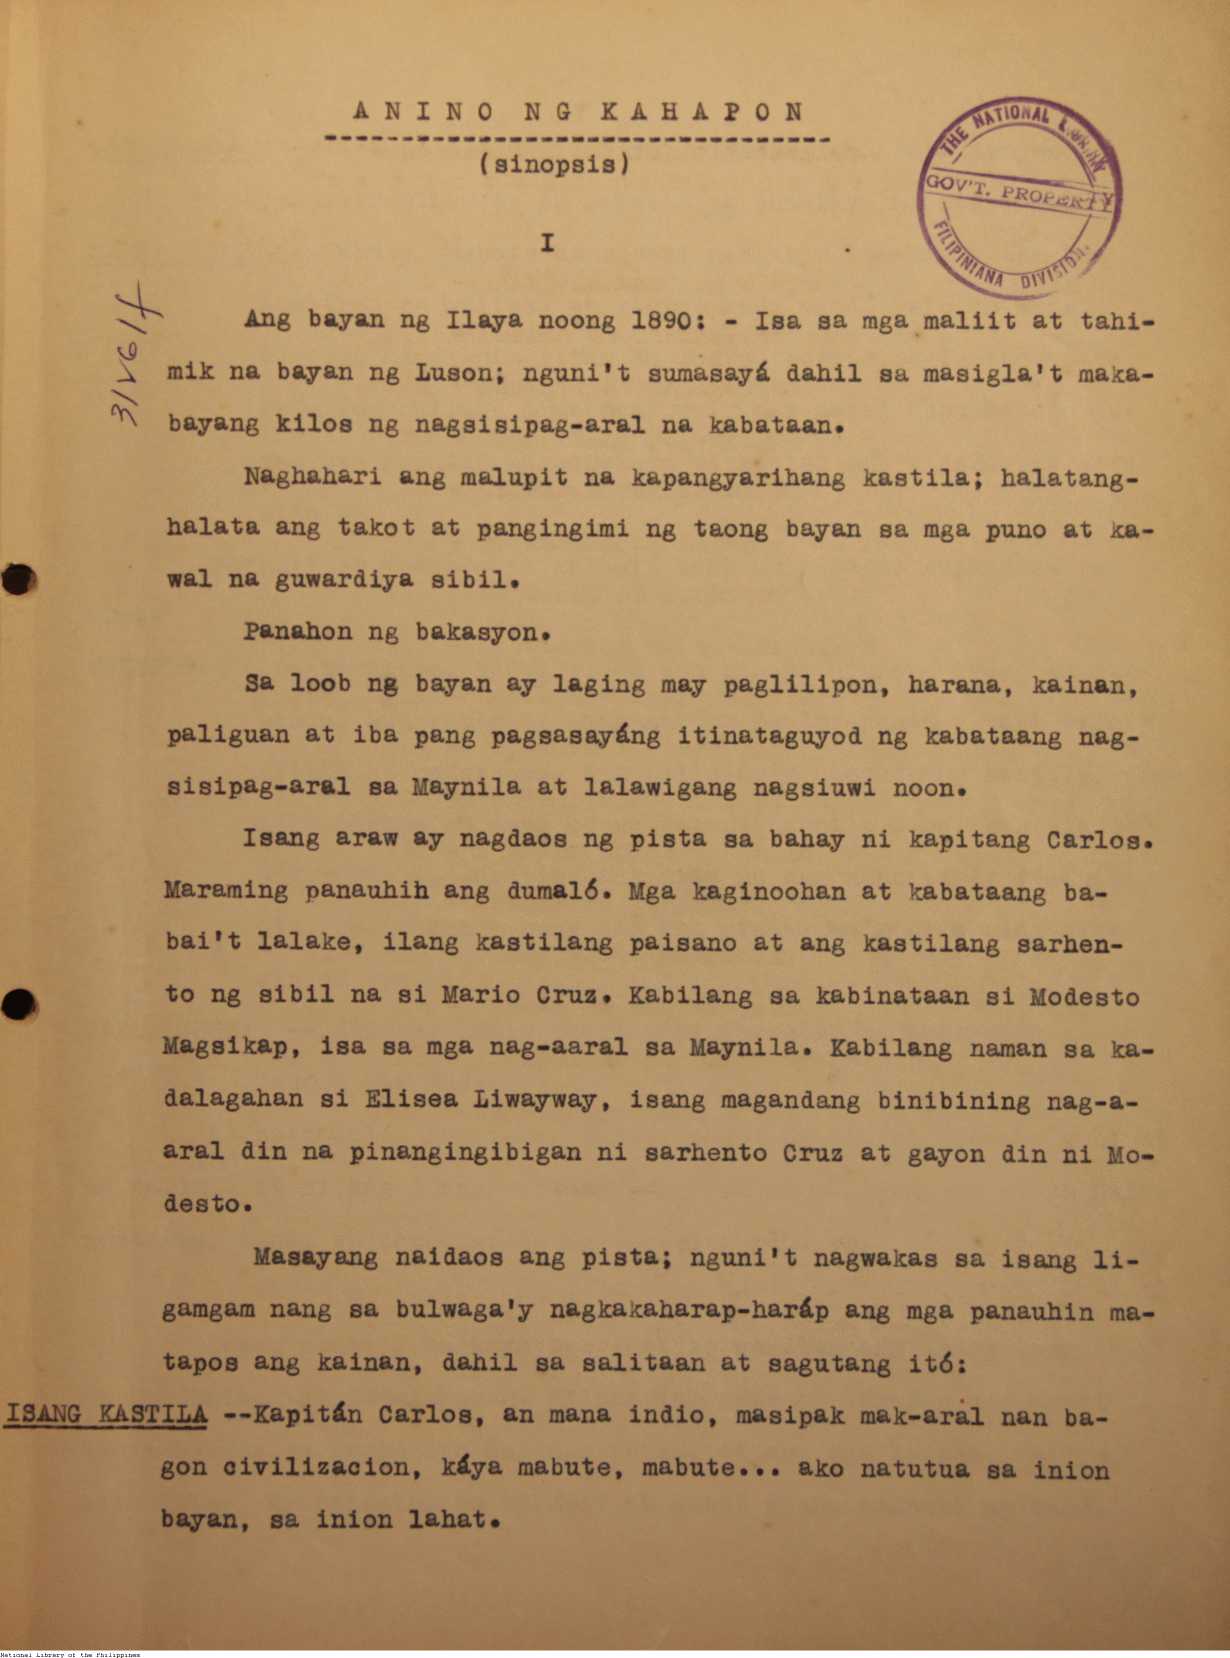 A N I N O  N G  K A H A P O N
(sinopsis)
THE NATIONAL
GOV'T. PROPERTY
FILIPINIANA DIVISION.
I
Ang bayan ng Ilaya noong 1890: - Isa sa mga maliit at tahi-
mik na bayan ng Luson; nguni't sumasayá dahil sa masigla't maka-
bayang kilos ng nagsisipag-aral na kabataan.
Naghahari ang malupit na kapangyarihang kastila; halatang-
halata ang takot at pangingimi ng taong bayan sa mga puno at ka-
wal na guwardiya sibil.
Panahon ng bakasyon.
Sa loob ng bayan ay laging may paglilipon, harana, kainan,
paliguan at iba pang pagsasayáng itinataguyod ng kabataang nag-
sisipag-aral sa Maynila at lalawigang nagsiuwi noon.
Isang araw ay nagdaos ng pista sa bahay ni kapitang Carlos.
Maraming panauhih ang dumaló. Mga kaginoohan at kabataang ba-
bai't lalake, ilang kastilang paisano at ang kastilang sarhen-
to ng sibil na si Mario Cruz. Kabilang sa kabinataan si Modesto
Magsikap, isa sa mga nag-aaral sa Maynila. Kabilang naman sa ka-
dalagahan si Elisea Liwayway, isang magandang binibining nag-a-
aral din na pinangingibigan ni sarhento Cruz at gayon din ni Mo-
desto.
Masayang naidaos ang pista; nguni't nagwakas sa isang li-
gamgam nang sa bulwaga'y nagkakaharap-haráp ang mga panauhin ma-
tapos ang kainan, dahil sa salitaan at sagutang itó:
ISANG KASTILA --Kapitán Carlos, an mana indio, masipak mak-aral nan ba-
gon civilizacion, káya mabute, mabute... ako natutua sa inion
bayan, sa inion lahat.
National Library of the Philippines